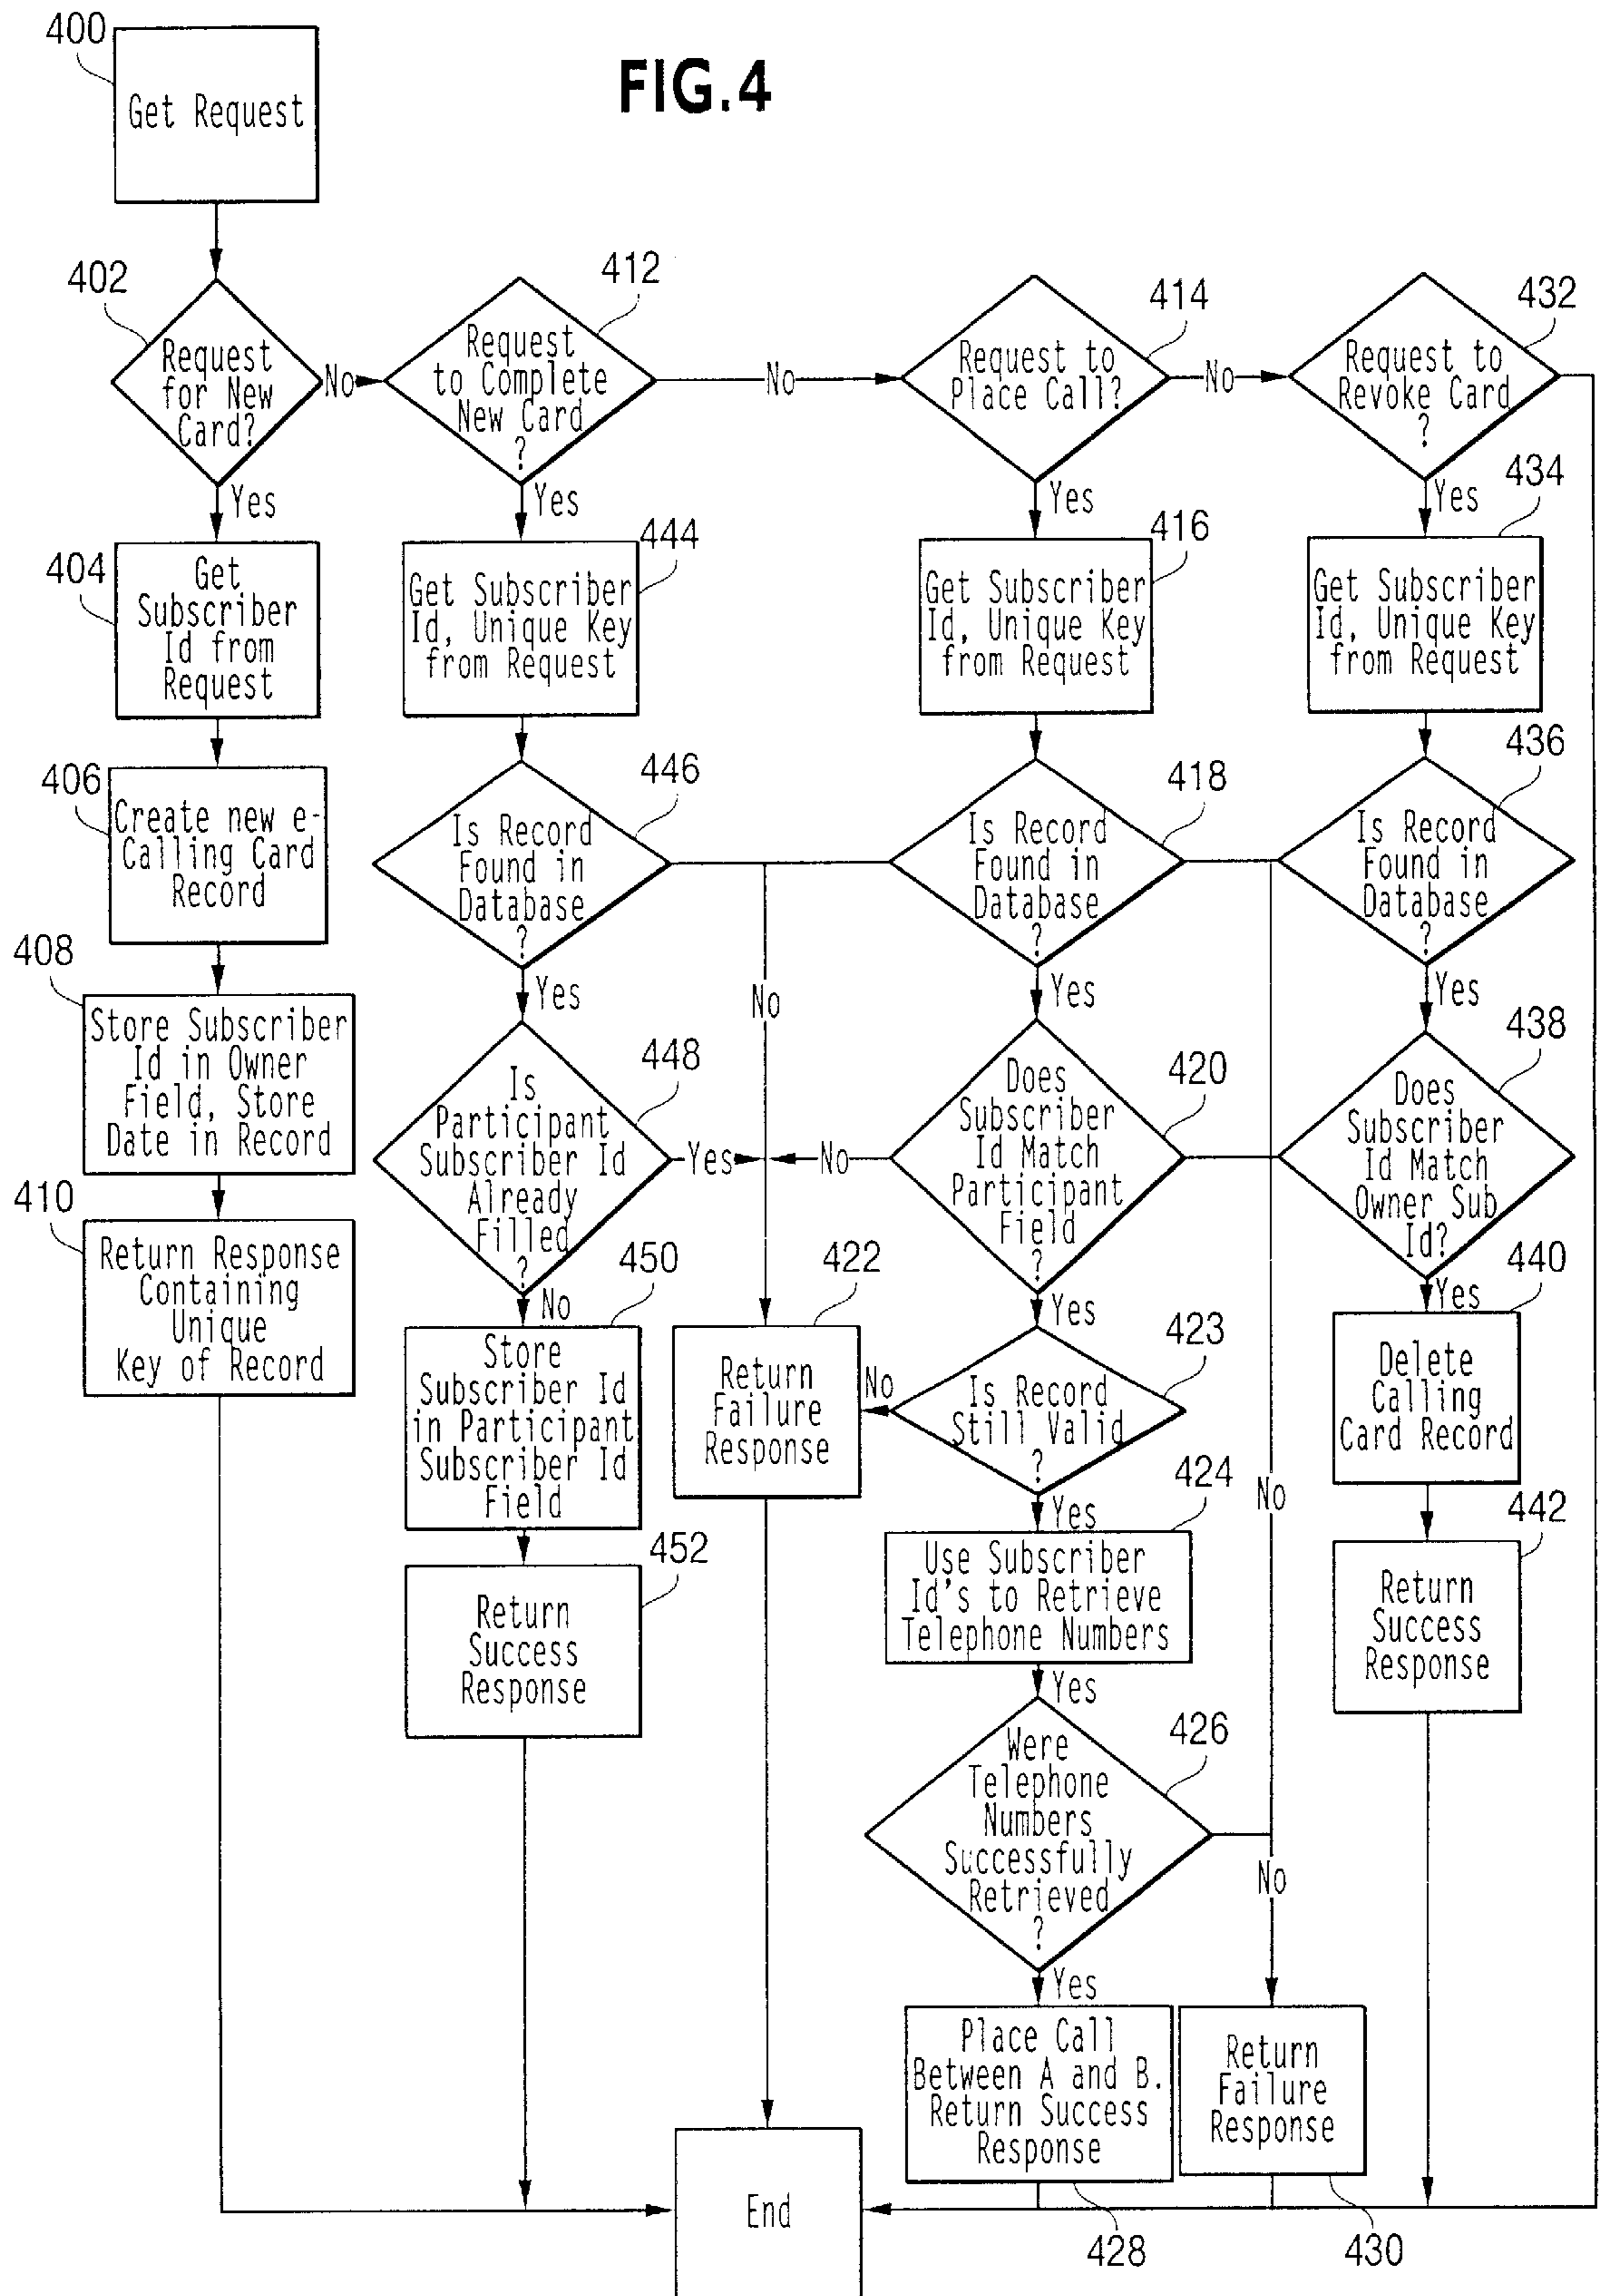 FIG.4
400
Get Request
402
Request
for New
Card?
No
Yes
404
Get
Subscriber
Id from
Request
406
Create new e-
Calling Card
Record
408
Store Subscriber
Id in Owner
Field, Store
Date in Record
410
Return Response
Containing
Unique
Key of Record
412
Request
to Complete
New Card
?
No
Yes
444
Get Subscriber
Id, Unique Key
from Request
446
Is Record
Found in
Database
?
Yes
No
448
Is
Participant
Subscriber Id
Already
Filled
?
Yes
No
450
Store
Subscriber Id
in Participant
Subscriber Id
Field
452
Return
Success
Response
422
Return
Failure
Response
414
Request to
Place Call?
No
Yes
416
Get Subscriber
Id, Unique Key
from Request
418
Is Record
Found in
Database
?
Yes
420
Does
Subscriber
Id Match
Participant
Field
?
No
Yes
423
Is Record
Still Valid
?
No
Yes
424
Use Subscriber
Id's to Retrieve
Telephone Numbers
Yes
426
Were
Telephone
Numbers
Successfully
Retrieved
?
No
Yes
Place Call
Between A and B.
Return Success
Response
428
432
Request to
Revoke Card
?
Yes
434
Get Subscriber
Id, Unique Key
from Request
436
Is Record
Found in
Database
?
Yes
438
Does
Subscriber
Id Match
Owner Sub
Id?
No
Yes
440
Delete
Calling
Card Record
442
Return
Success
Response
Return
Failure
Response
430
End